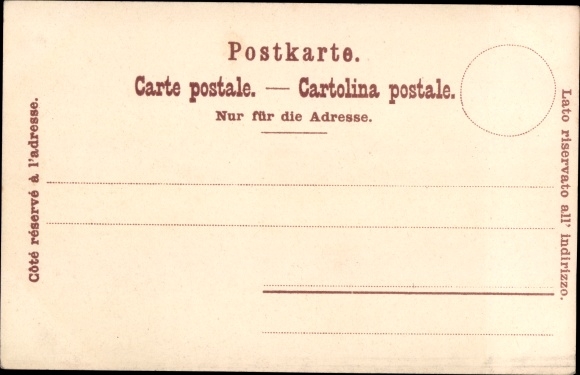 Postkarte.
Carte postale. — Cartolina postale.
Nur für die Adresse.
Côté réservé à l'adresse.
Lato riservato all' indirizzo.